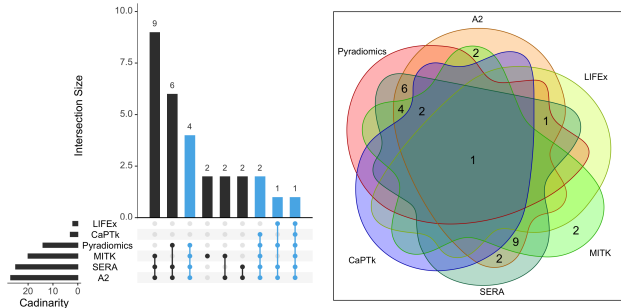 10.0
7.5
5.0
2.5
0.0
Intersection Size
9
6
4
2
2
2
2
1
1
LIFEx
CaPTk
Pyradiomics
MITK
SERA
A2
20
10
0
Cadinarity
A2
Pyradiomics
LIFEx
2
6
4
2
1
1
9
2
2
MITK
CaPTk
SERA